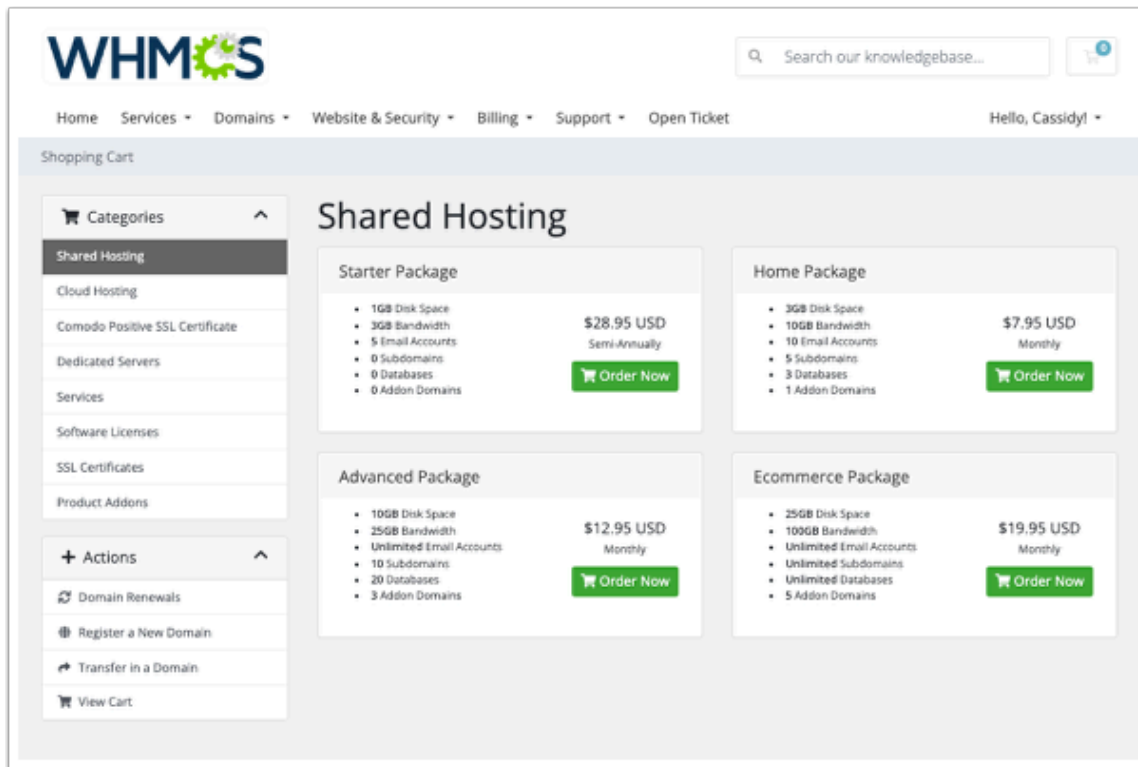 WHMCS
Search our knowledgebase...
0
Home Services Domains Website & Security Billing Support Open Ticket Hello, Cassidy!
Shopping Cart
Categories
Shared Hosting
Cloud Hosting
Comodo Positive SSL Certificate
Dedicated Servers
Services
Software Licenses
SSL Certificates
Product Addons
Actions
Domain Renewals
Register a New Domain
Transfer in a Domain
View Cart
Shared Hosting
Starter Package
1GB Disk Space
3GB Bandwidth
5 Email Accounts
0 Subdomains
0 Databases
0 Addon Domains
$28.95 USD
Semi-Annually
Order Now
Home Package
3GB Disk Space
10GB Bandwidth
10 Email Accounts
5 Subdomains
3 Databases
1 Addon Domains
$7.95 USD
Monthly
Order Now
Advanced Package
10GB Disk Space
25GB Bandwidth
Unlimited Email Accounts
10 Subdomains
20 Databases
3 Addon Domains
$12.95 USD
Monthly
Order Now
Ecommerce Package
25GB Disk Space
100GB Bandwidth
Unlimited Email Accounts
Unlimited Subdomains
Unlimited Databases
5 Addon Domains
$19.95 USD
Monthly
Order Now